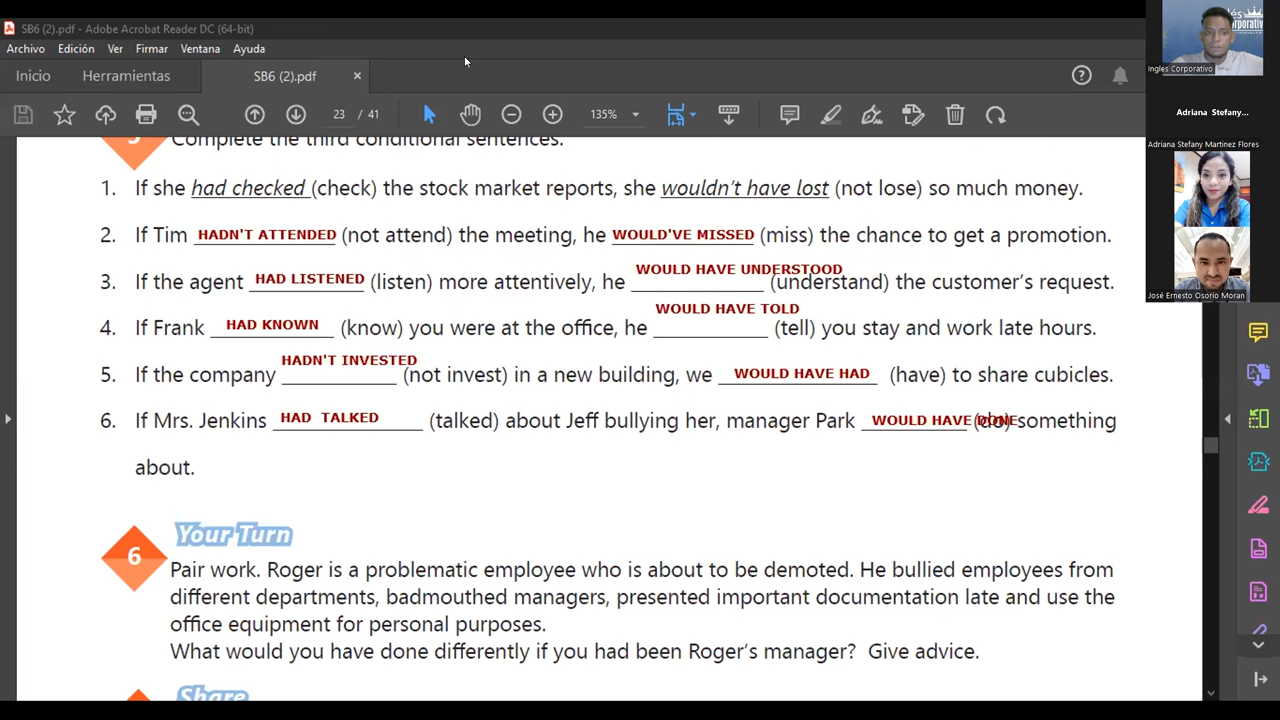 SB6 (2).pdf - Adobe Acrobat Reader DC (64-bit)
Archivo Edición Ver Firmar Ventana Ayuda
Inicio Herramientas SB6 (2).pdf ×
23 / 41 135%
Complete the third conditional sentences.
1. If she had checked (check) the stock market reports, she wouldn't have lost (not lose) so much money.
2. If Tim HADN'T ATTENDED (not attend) the meeting, he WOULD'VE MISSED (miss) the chance to get a promotion.
WOULD HAVE UNDERSTOOD
3. If the agent HAD LISTENED (listen) more attentively, he ____________ (understand) the customer's request.
WOULD HAVE TOLD
4. If Frank HAD KNOWN (know) you were at the office, he ____________ (tell) you stay and work late hours.
HADN'T INVESTED
5. If the company ____________ (not invest) in a new building, we WOULD HAVE HAD (have) to share cubicles.
6. If Mrs. Jenkins HAD TALKED (talked) about Jeff bullying her, manager Park WOULD HAVE DONE (do) something
about.
6 Your Turn
Pair work. Roger is a problematic employee who is about to be demoted. He bullied employees from
different departments, badmouthed managers, presented important documentation late and use the
office equipment for personal purposes.
What would you have done differently if you had been Roger's manager? Give advice.
Share
Ingles Corporativo
Adriana Stefany...
Adriana Stefany Martinez Flores
José Ernesto Osorio Moran